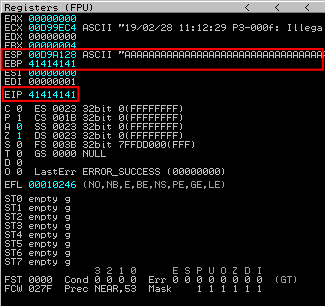 Registers (FPU) < < <
EAX 00000000
ECX 00D99EC4 ASCII "19/02/28 11:12:29 P3-000f: Illega
EDX 00000000
EBX 00000004
ESP 00D9A128 ASCII "AAAAAAAAAAAAAAAAAAAAAAAAAAAAAAAAA
EBP 41414141
ESI 00000000
EDI 00000001
EIP 41414141
C 0 ES 0023 32bit 0(FFFFFFFF)
P 1 CS 001B 32bit 0(FFFFFFFF)
A 0 SS 0023 32bit 0(FFFFFFFF)
Z 1 DS 0023 32bit 0(FFFFFFFF)
S 0 FS 003B 32bit 7FFDD000(FFF)
T 0 GS 0000 NULL
D 0
O 0 LastErr ERROR_SUCCESS (00000000)
EFL 00010246 (NO,NB,E,BE,NS,PE,GE,LE)
ST0 empty g
ST1 empty g
ST2 empty g
ST3 empty g
ST4 empty g
ST5 empty g
ST6 empty g
ST7 empty g
3 2 1 0 E S P U O Z D I
FST 0000 Cond 0 0 0 0 Err 0 0 0 0 0 0 0 0 (GT)
FCW 027F Prec NEAR,53 Mask 1 1 1 1 1 1